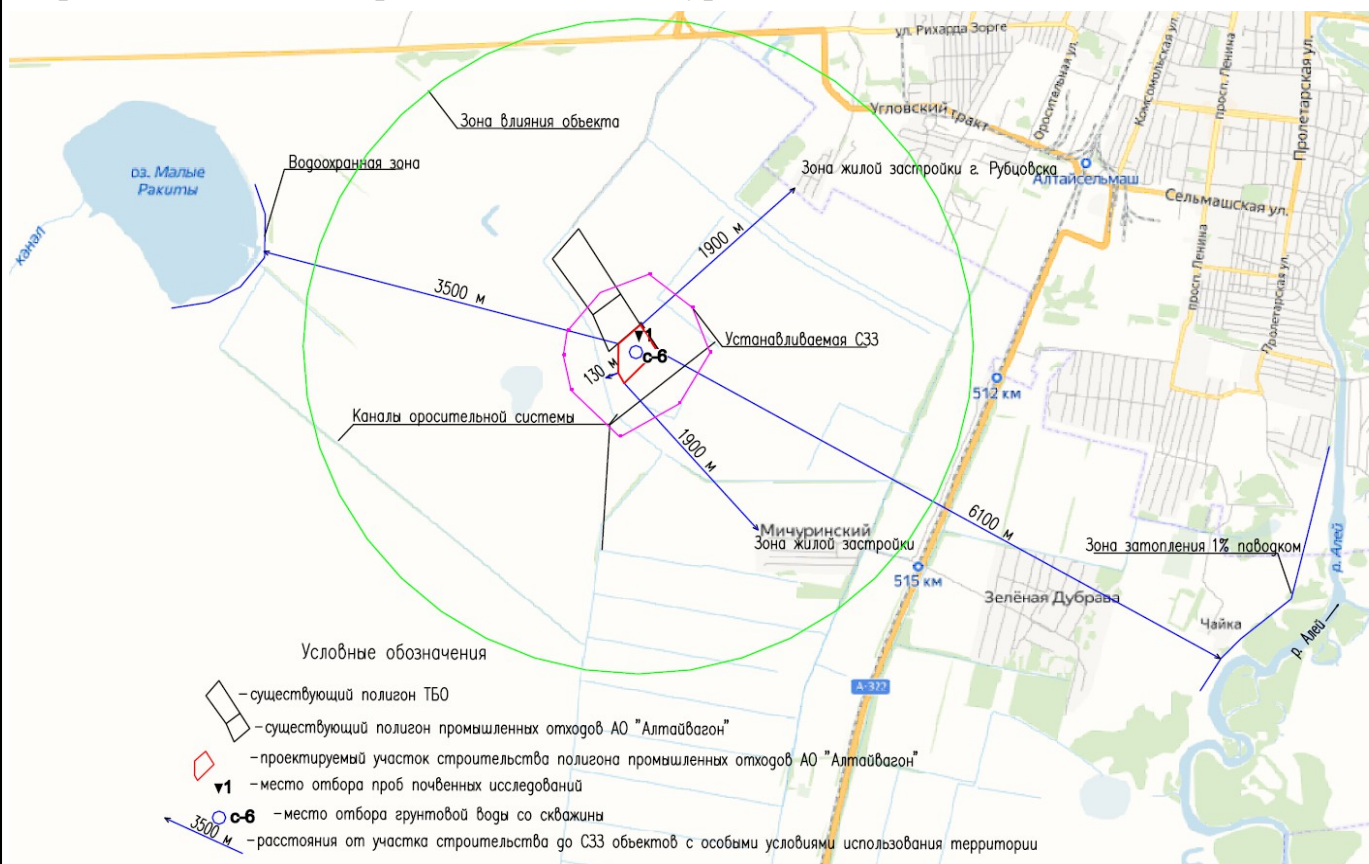 ул. Рихарда Зорге
Оросительная ул.
Комсомольская ул.
просп. Ленина
Пролетарская ул.
Угловский тракт
Зона влияния объекта
Водоохранная зона
оз. Малые
Ракиты
Зона жилой застройки г. Рубцовска
Алтайсельмаш
Сельмашская ул.
канал
1900 м
3500 м
просп. Ленина
Пролетарская ул.
1
с-6
Устанавливаемая СЗЗ
130 м
512 км
Каналы оросительной системы
1900 м
6100 м
Мичуринский
Зона жилой застройки
Зона затопления 1% паводком
р. Алей
515 км
Зелёная Дубрава
Чайка
р. Алей
А-322
Условные обозначения
– существующий полигон ТБО
– существующий полигон промышленных отходов АО "Алтайвагон"
– проектируемый участок строительства полигона промышленных отходов АО "Алтайвагон"
1 – место отбора проб почвенных исследований
с-6 – место отбора грунтовой воды со скважины
3500 м – расстояния от участка строительства до СЗЗ объектов с особыми условиями использования территории